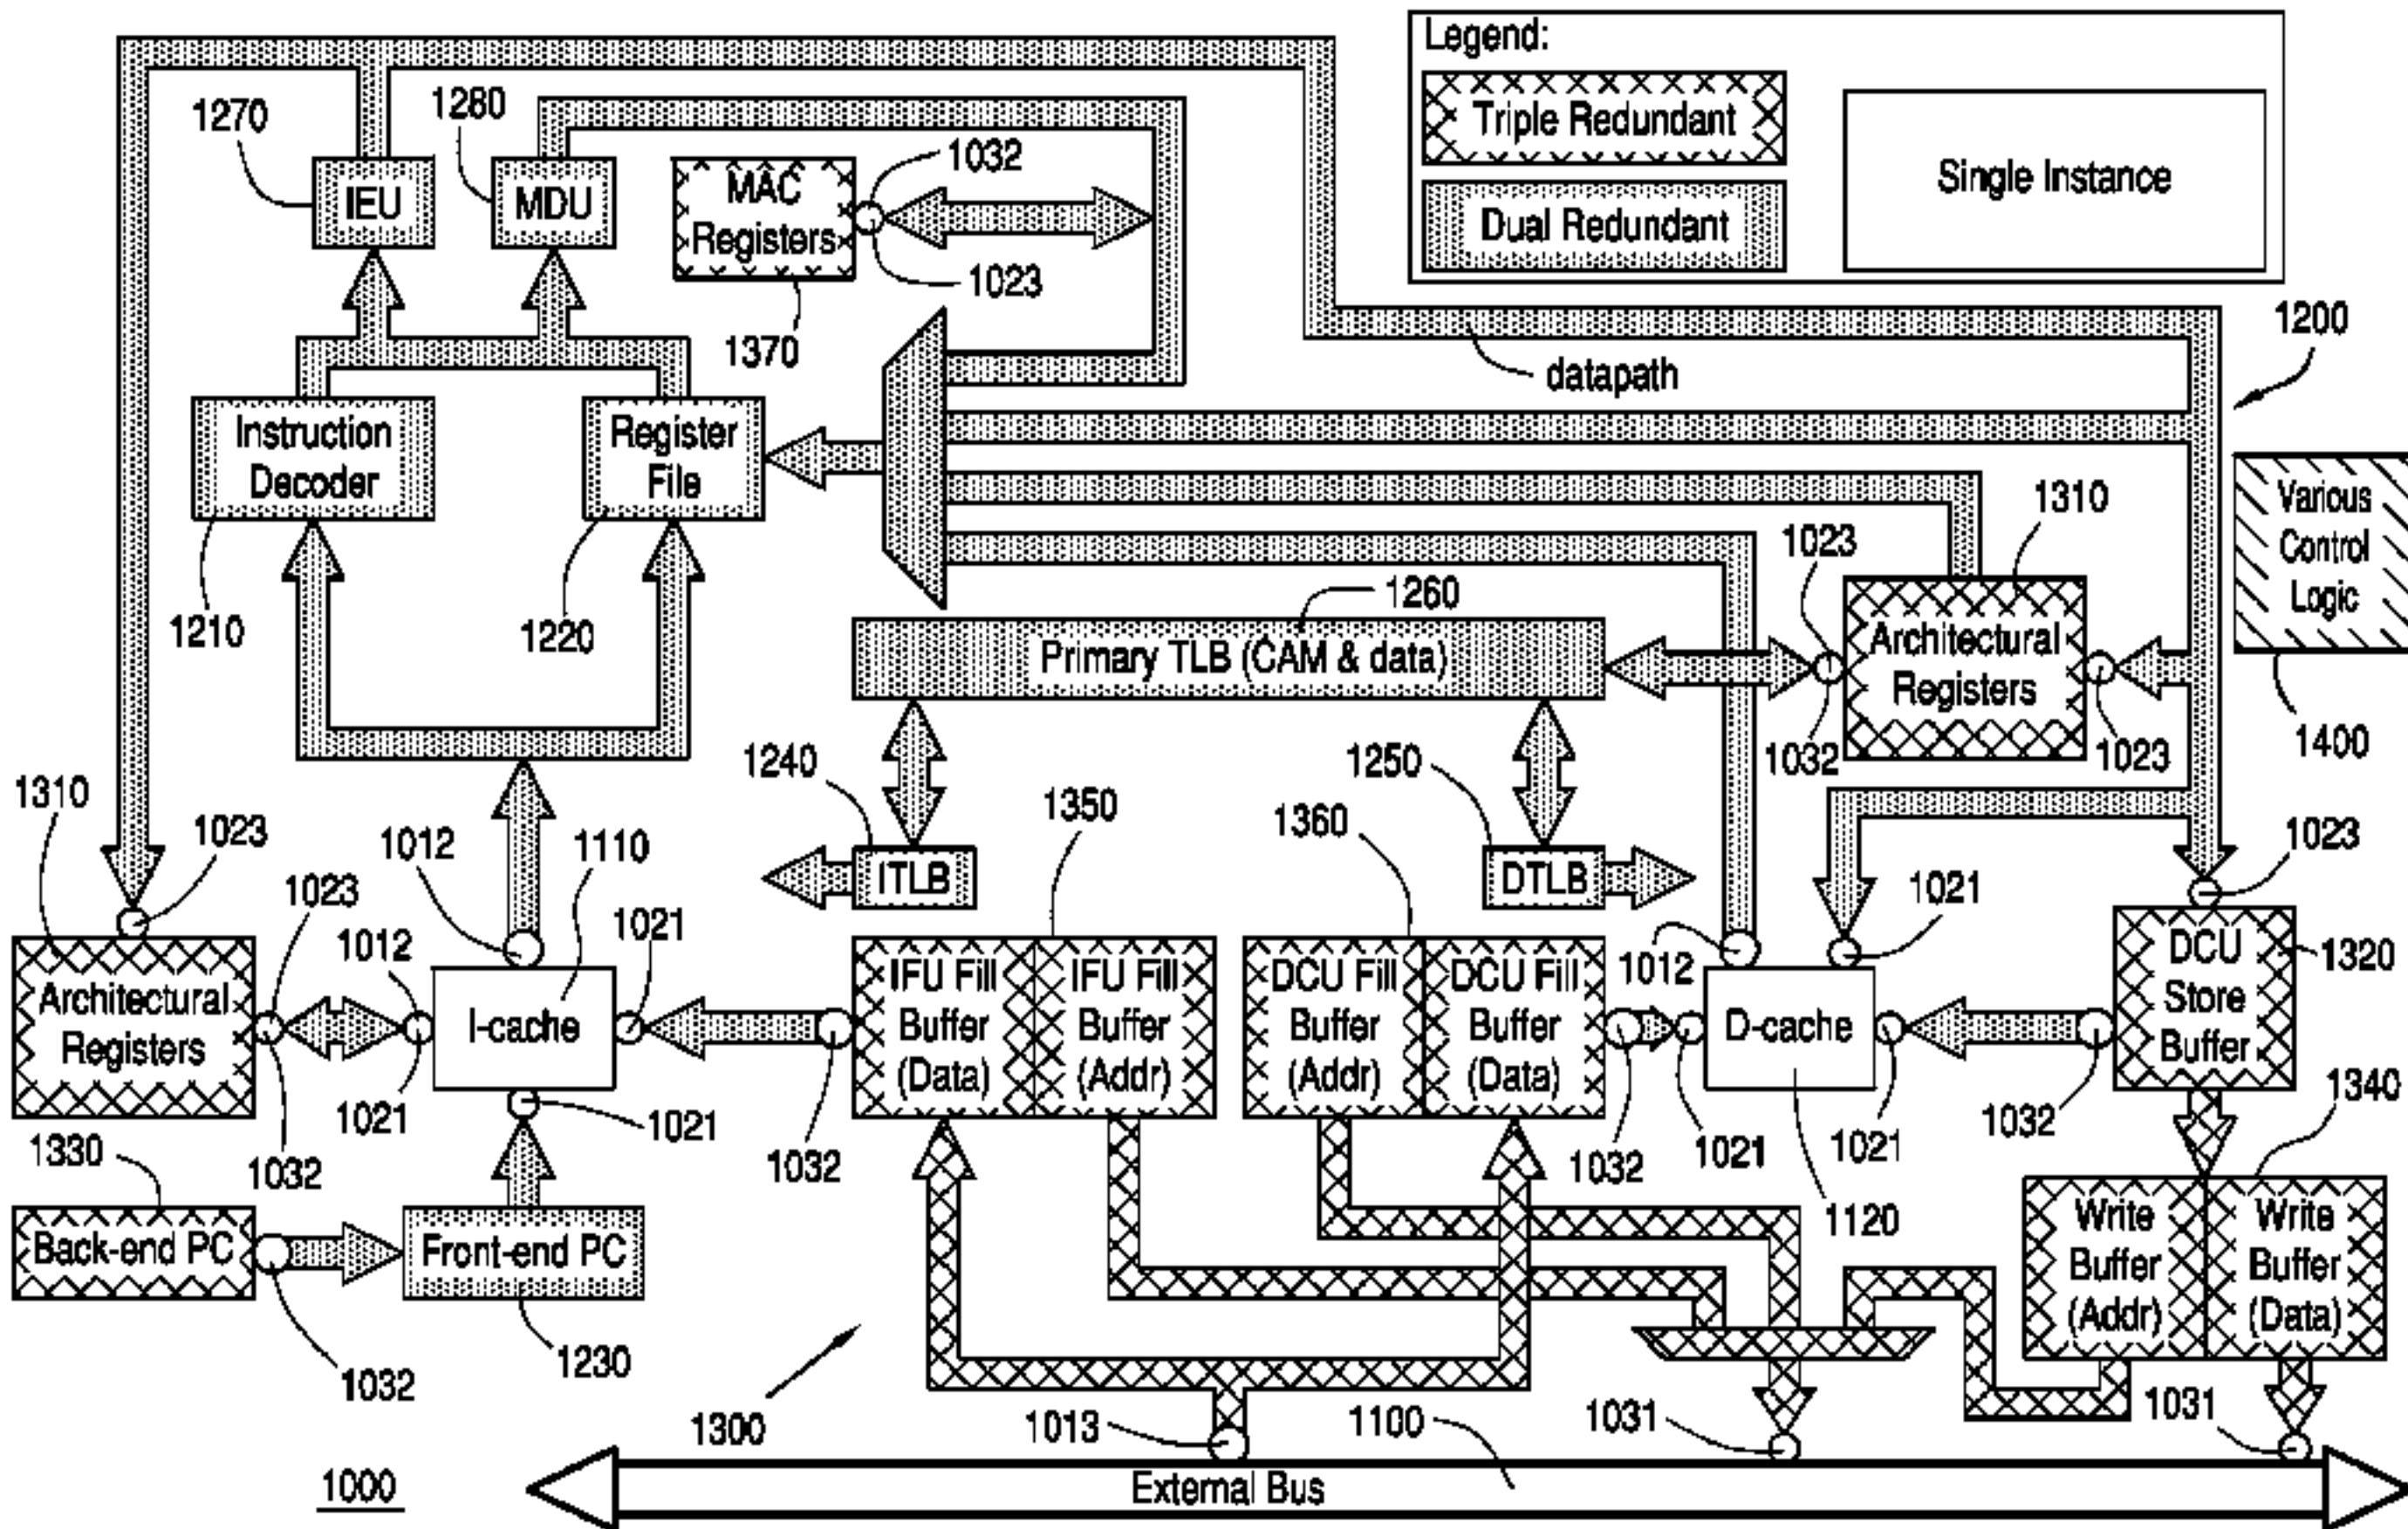 Legend:
Triple Redundant
Dual Redundant
Single Instance
1270
1280
IEU
MDU
MAC
Registers
1032
1023
1370
datapath
1200
Instruction
Decoder
Register
File
1210
1220
1260
Primary TLB (CAM & data)
1023
1310
Architectural
Registers
1032
1023
Various
Control
Logic
1400
1240
ITLB
1250
DTLB
1310
1023
1023
1012
1012
1110
1021
1350
1360
1012
1021
1023
Architectural
Registers
I-cache
IFU Fill
Buffer
(Data)
IFU Fill
Buffer
(Addr)
DCU Fill
Buffer
(Addr)
DCU Fill
Buffer
(Data)
D-cache
DCU
Store
Buffer
1320
1330
1032
1021
1021
1032
1032
1021
1021
1032
1340
1120
Back-end PC
Front-end PC
1032
1230
Write
Buffer
(Addr)
Write
Buffer
(Data)
1300
1013
1031
1100
1031
1000
External Bus